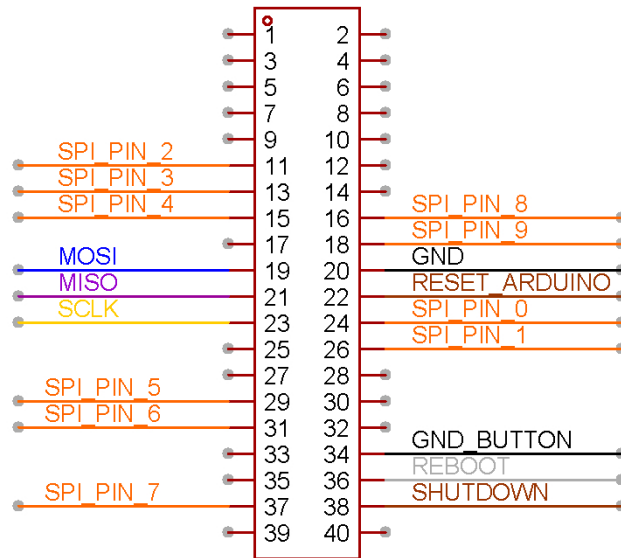 1 2
3 4
5 6
7 8
9 10
SPI_PIN_2 11 12
SPI_PIN_3 13 14
SPI_PIN_4 15 16 SPI_PIN_8
17 18 SPI_PIN_9
MOSI 19 20 GND
MISO 21 22 RESET_ARDUINO
SCLK 23 24 SPI_PIN_0
25 26 SPI_PIN_1
27 28
SPI_PIN_5 29 30
SPI_PIN_6 31 32
33 34 GND_BUTTON
35 36 REBOOT
SPI_PIN_7 37 38 SHUTDOWN
39 40